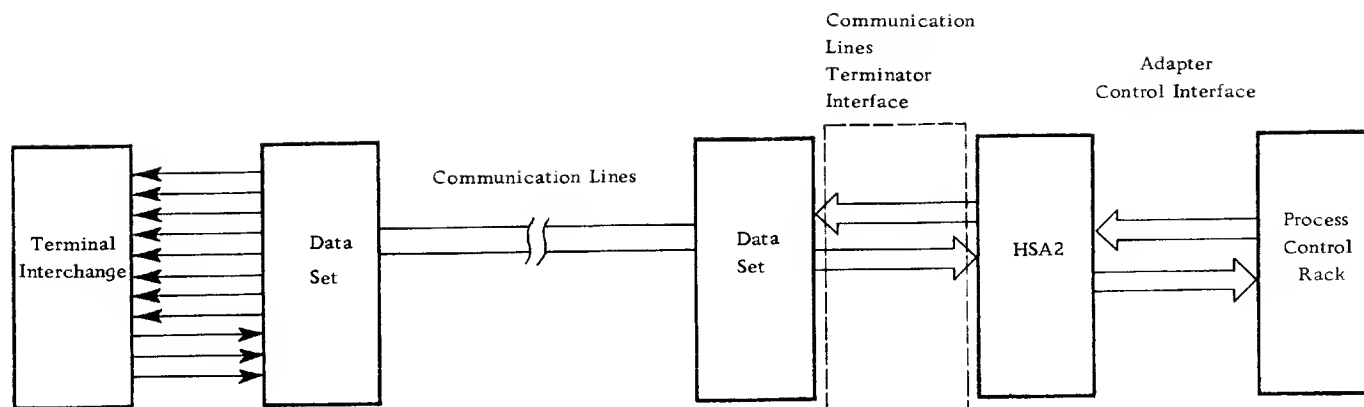 Communication
Lines
Terminator
Interface
Adapter
Control Interface
Terminal
Interchange
Data
Set
Communication Lines
Data
Set
HSA2
Process
Control
Rack